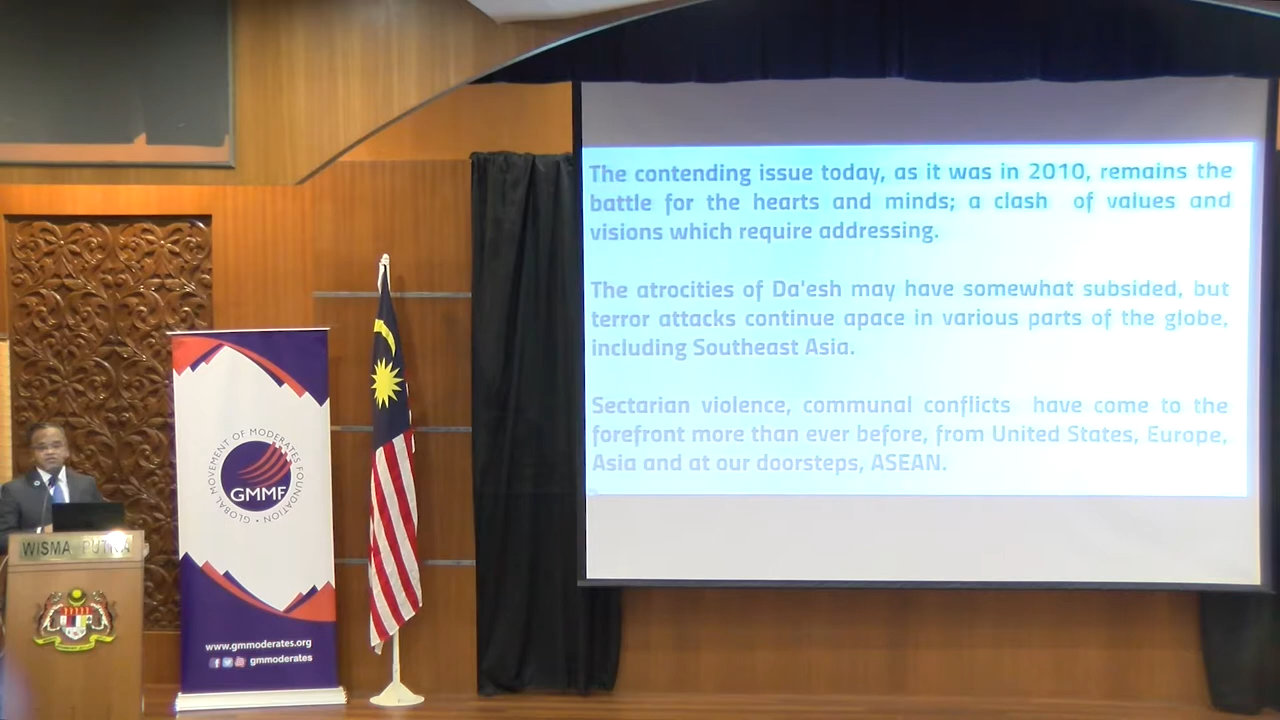 The contending issue today, as it was in 2010, remains the
battle for the hearts and minds; a clash of values and
visions which require addressing.
The atrocities of Da'esh may have somewhat subsided, but
terror attacks continue apace in various parts of the globe,
including Southeast Asia.
Sectarian violence, communal conflicts have come to the
forefront more than ever before, from United States, Europe,
Asia and at our doorsteps, ASEAN.
GLOBAL MOVEMENT OF MODERATES FOUNDATION •
GMMF
www.gmmoderates.org
gmmoderates
WISMA PUTRA